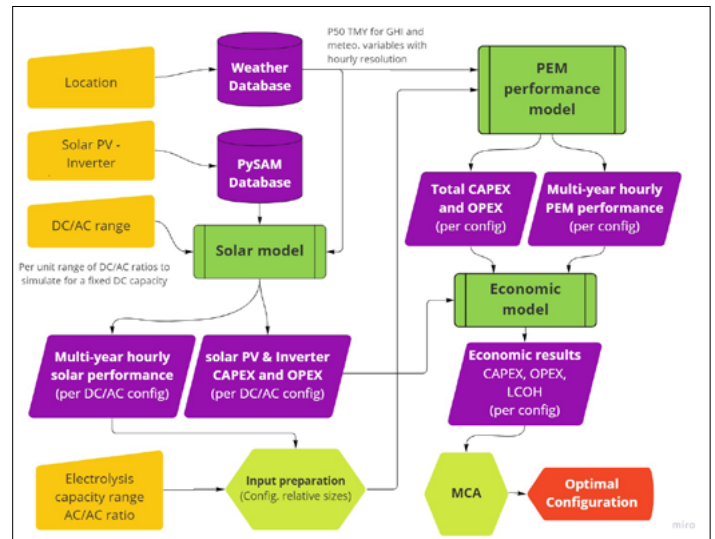 P50 TMY for GHI and
meteo. variables with
hourly resolution
Location
Weather
Database
PEM
performance
model
Solar PV -
Inverter
PySAM
Database
Total CAPEX
and OPEX
(per config)
Multi-year hourly
PEM performance
(per config)
DC/AC range
Solar model
Per unit range of DC/AC ratios to
simulate for a fixed DC capacity
Economic
model
Multi-year hourly
solar performance
(per DC/AC config)
solar PV & Inverter
CAPEX and OPEX
(per DC/AC config)
Economic results
CAPEX, OPEX,
LCOH
(per config)
Electrolysis
capacity range
AC/AC ratio
Input preparation
(Config. relative sizes)
MCA
Optimal
Configuration
miro